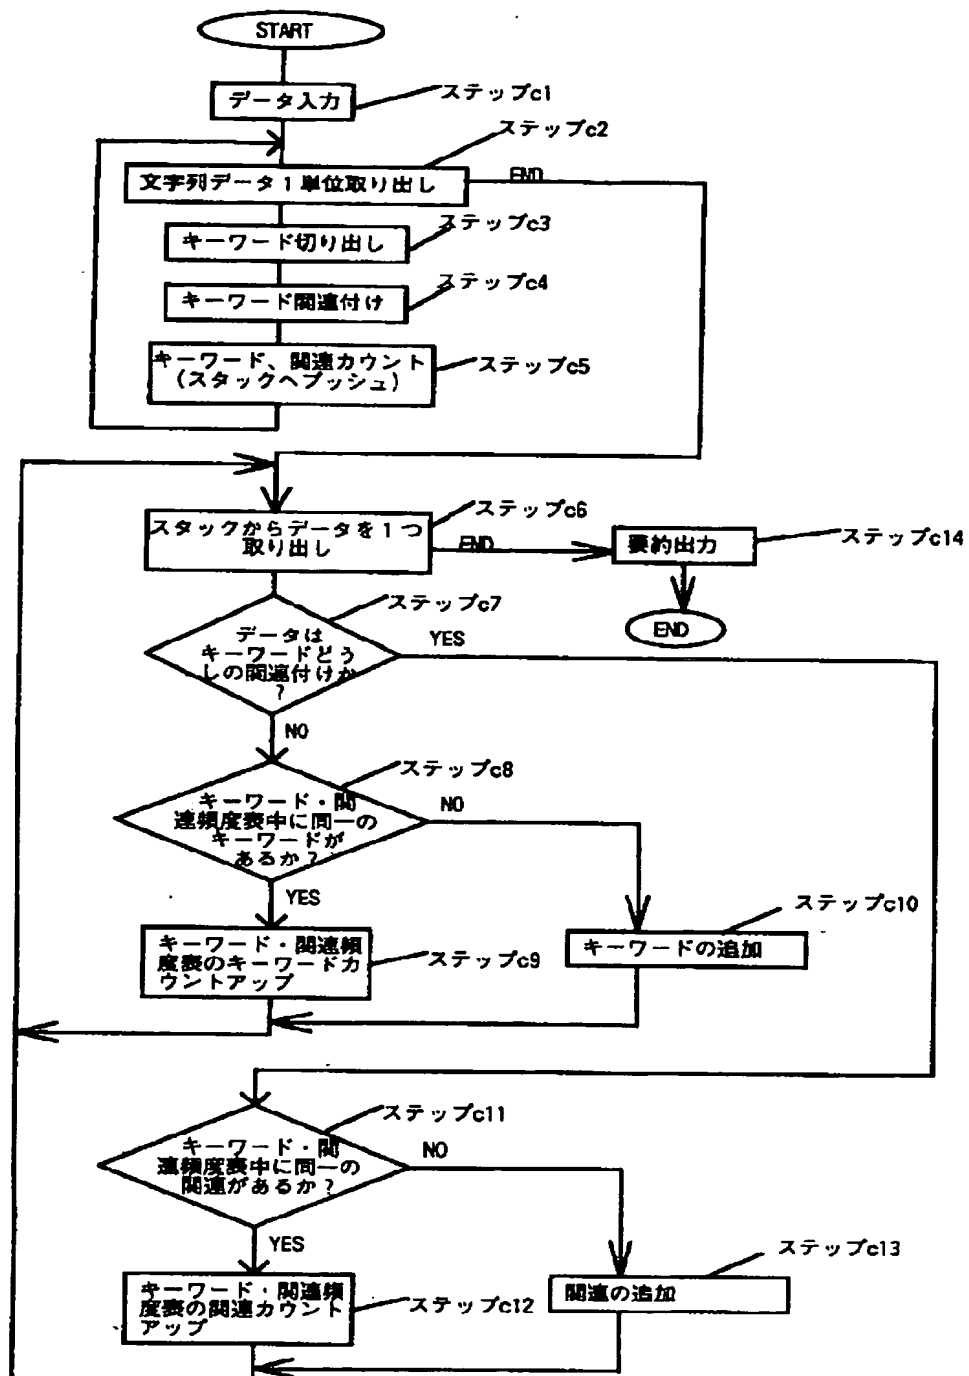 START
データ入力
ステップc1
ステップc2
文字列データ１単位取り出し
END
ステップc3
キーワード切り出し
ステップc4
キーワード関連付け
キーワード、関連カウント
（スタックへプッシュ）
ステップc5
スタックからデータを１つ
取り出し
ステップc6
END
要約出力
ステップc14
END
ステップc7
データは
キーワードどう
しの関連付けか
？
YES
NO
ステップc8
キーワード・関
連頻度表中に同一の
キーワードが
あるか？
NO
YES
ステップc10
キーワード・関連頻
度表のキーワードカ
ウントアップ
ステップc9
キーワードの追加
ステップc11
キーワード・関
連頻度表中に同一の
関連があるか？
NO
YES
ステップc13
キーワード・関連頻
度表の関連カウント
アップ
ステップc12
関連の追加